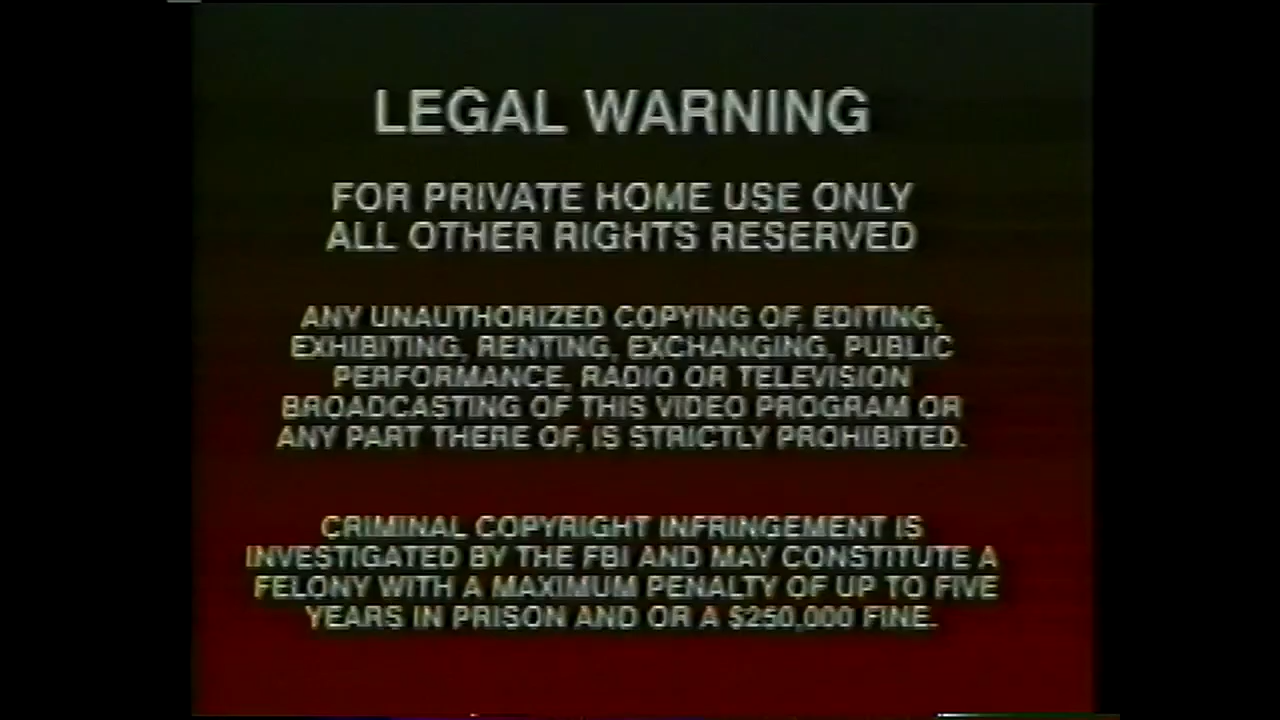 LEGAL WARNING
FOR PRIVATE HOME USE ONLY
ALL OTHER RIGHTS RESERVED
ANY UNAUTHORIZED COPYING OF, EDITING,
EXHIBITING, RENTING, EXCHANGING, PUBLIC
PERFORMANCE, RADIO OR TELEVISION
BROADCASTING OF THIS VIDEO PROGRAM OR
ANY PART THERE OF, IS STRICTLY PROHIBITED.
CRIMINAL COPYRIGHT INFRINGEMENT IS
INVESTIGATED BY THE FBI AND MAY CONSTITUTE A
FELONY WITH A MAXIMUM PENALTY OF UP TO FIVE
YEARS IN PRISON AND OR A $250,000 FINE.